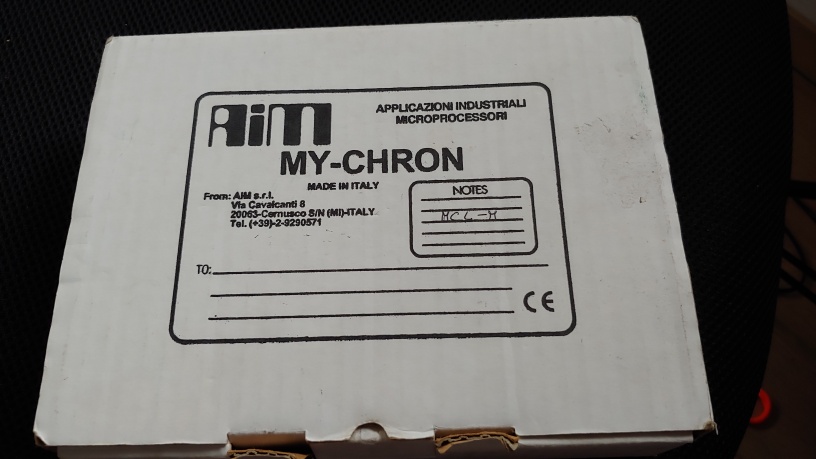 AiM
APPLICAZIONI INDUSTRIALI
MICROPROCESSORI
MY-CHRON
MADE IN ITALY
From: AIM s.r.l.
Via Cavalcanti 8
20063-Cernusco S/N (MI)-ITALY
Tel. (+39)-2-9290571
NOTES
MCL-M
TO:
CE